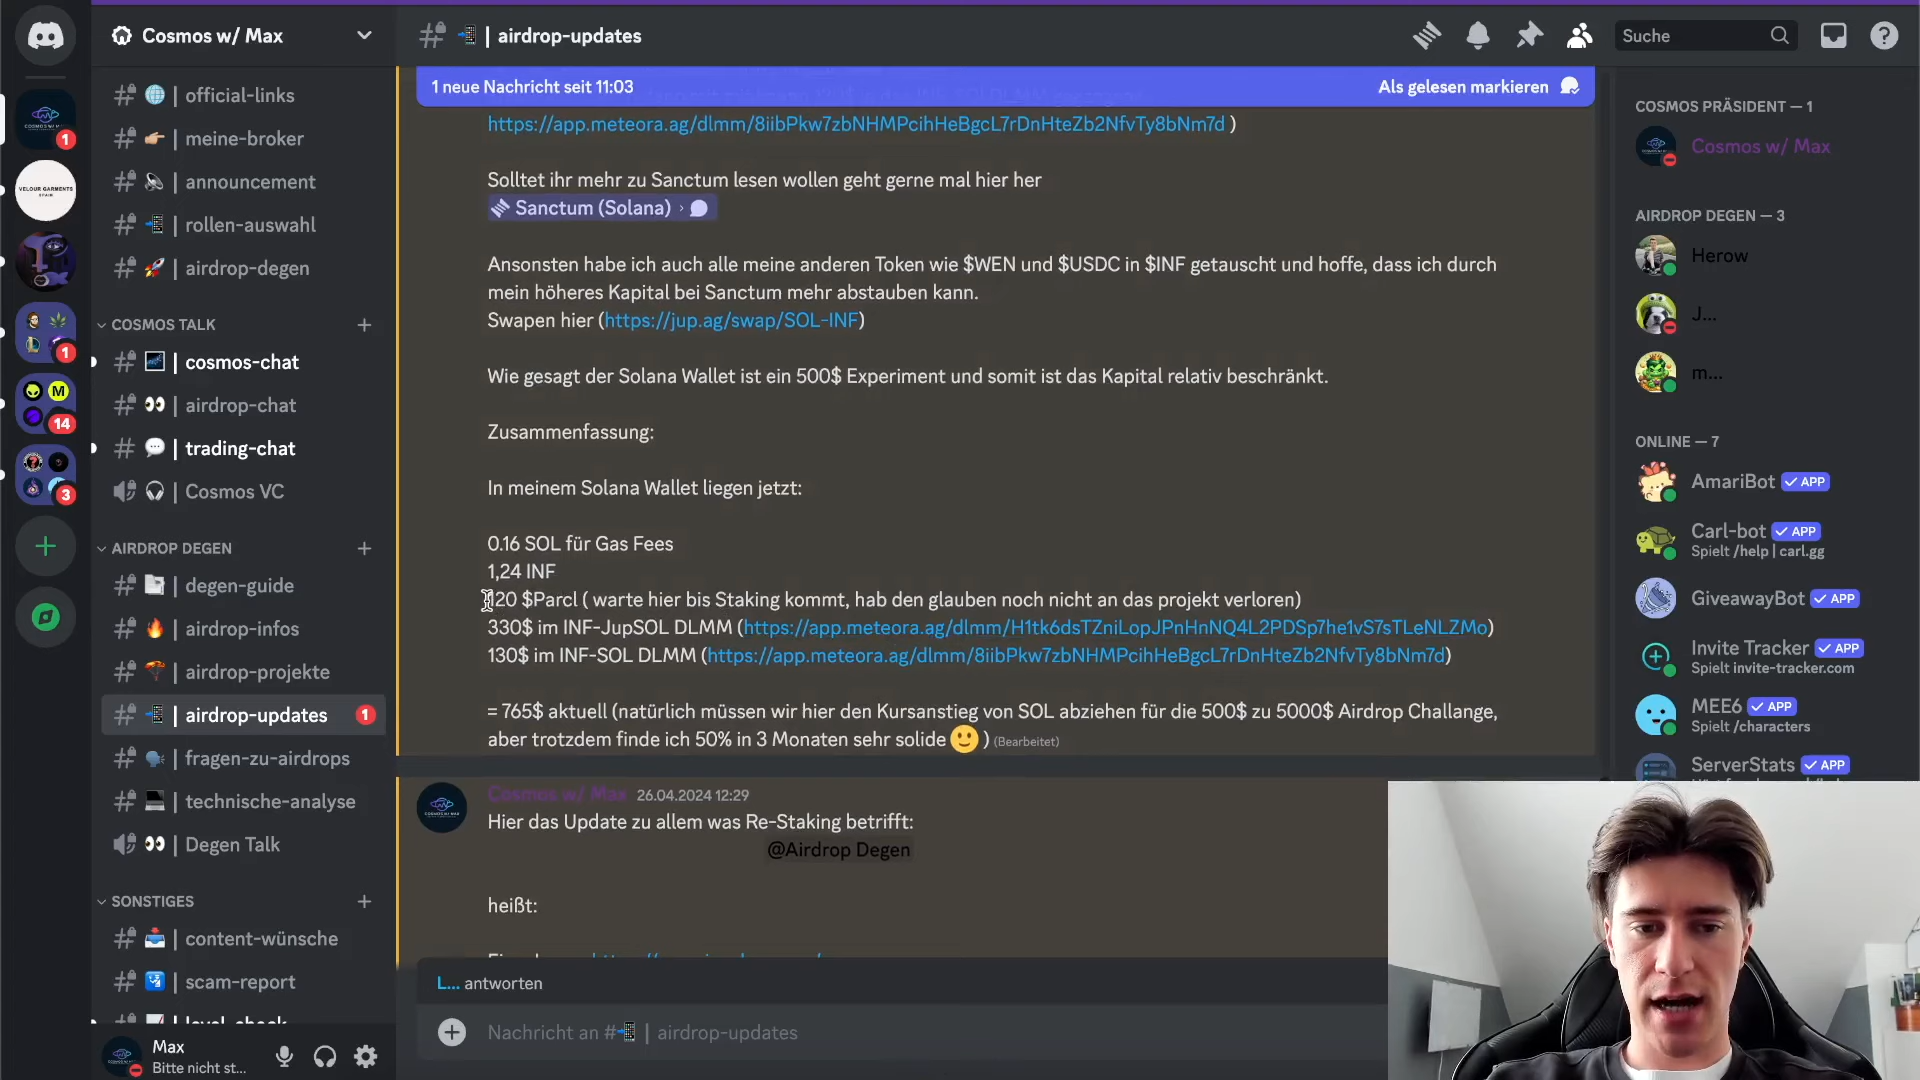 Cosmos w/ Max
| airdrop-updates
Suche
1 neue Nachricht seit 11:03
Als gelesen markieren
| official-links
| meine-broker
| announcement
| rollen-auswahl
| airdrop-degen
COSMOS TALK
| cosmos-chat
| airdrop-chat
| trading-chat
| Cosmos VC
AIRDROP DEGEN
| degen-guide
| airdrop-infos
| airdrop-projekte
| airdrop-updates 1
| fragen-zu-airdrops
| technische-analyse
| Degen Talk
SONSTIGES
| content-wünsche
| scam-report
| level-check
Max
Bitte nicht st...
1
VELOUR GARMENTS
1
M
14
3
https://app.meteora.ag/dlmm/8iibPkw7zbNHMPcihHeBgcL7rDnHteZb2NfvTy8bNm7d )
Solltet ihr mehr zu Sanctum lesen wollen geht gerne mal hier her
Sanctum (Solana) ›
Ansonsten habe ich auch alle meine anderen Token wie $WEN und $USDC in $INF getauscht und hoffe, dass ich durch
mein höheres Kapital bei Sanctum mehr abstauben kann.
Swapen hier (https://jup.ag/swap/SOL-INF)
Wie gesagt der Solana Wallet ist ein 500$ Experiment und somit ist das Kapital relativ beschränkt.
Zusammenfassung:
In meinem Solana Wallet liegen jetzt:
0.16 SOL für Gas Fees
1,24 INF
120 $Parcl ( warte hier bis Staking kommt, hab den glauben noch nicht an das projekt verloren)
330$ im INF-JupSOL DLMM (https://app.meteora.ag/dlmm/H1tk6dsTZniLopJPnHnNQ4L2PDSp7he1vS7sTLeNLZMo)
130$ im INF-SOL DLMM (https://app.meteora.ag/dlmm/8iibPkw7zbNHMPcihHeBgcL7rDnHteZb2NfvTy8bNm7d)
= 765$ aktuell (natürlich müssen wir hier den Kursanstieg von SOL abziehen für die 500$ zu 5000$ Airdrop Challange,
aber trotzdem finde ich 50% in 3 Monaten sehr solide 🙂 ) (Bearbeitet)
Cosmos w/ Max 26.04.2024 12:29
Hier das Update zu allem was Re-Staking betrifft:
@Airdrop Degen
heißt:
L... antworten
Nachricht an # | airdrop-updates
COSMOS PRÄSIDENT — 1
Cosmos w/ Max
AIRDROP DEGEN — 3
Herow
J...
m...
ONLINE — 7
AmariBot ✓ APP
Carl-bot ✓ APP
Spielt /help | carl.gg
GiveawayBot ✓ APP
Invite Tracker ✓ APP
Spielt invite-tracker.com
MEE6 ✓ APP
Spielt /characters
ServerStats ✓ APP